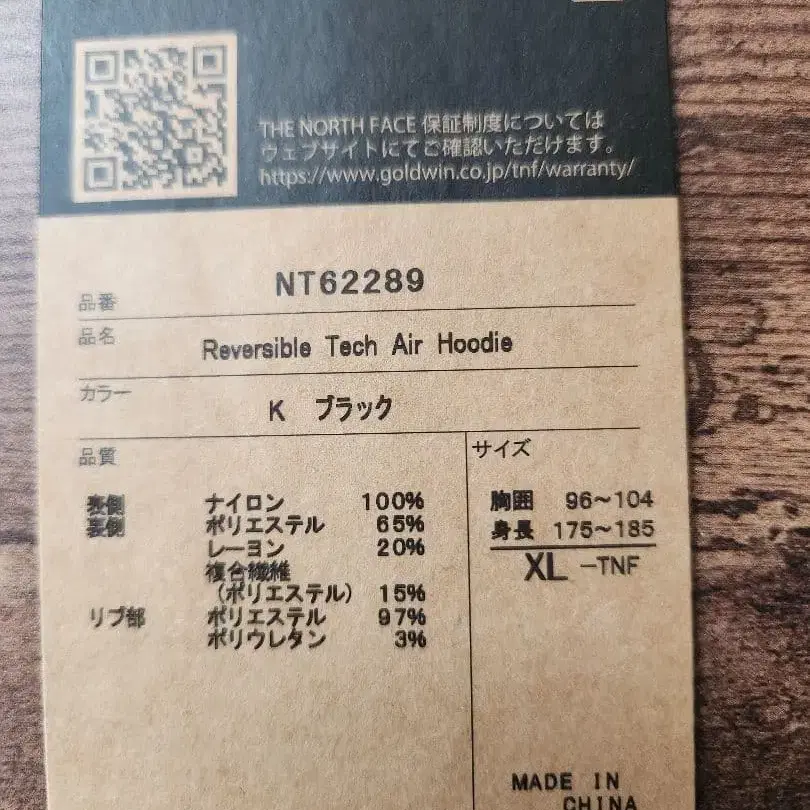 THE NORTH FACE 保証制度については
ウェブサイトにてご確認いただけます。
https://www.goldwin.co.jp/tnf/warranty/
品番 NT62289
品名 Reversible Tech Air Hoodie
カラー K ブラック
品質
表側 ナイロン 100%
裏側 ポリエステル 65%
レーヨン 20%
複合繊維
(ポリエステル) 15%
リブ部 ポリエステル 97%
ポリウレタン 3%
サイズ
胸囲 96~104
身長 175~185
XL -TNF
MADE IN
CHINA